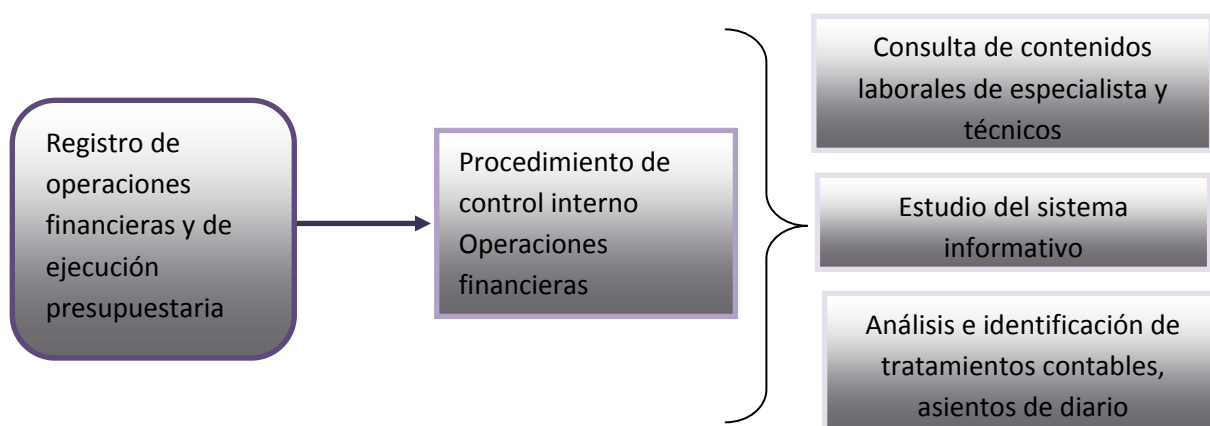 Registro de
operaciones
financieras y de
ejecución
presupuestaria
Procedimiento de
control interno
Operaciones
financieras
Consulta de contenidos
laborales de especialista y
técnicos
Estudio del sistema
informativo
Análisis e identificación de
tratamientos contables,
asientos de diario